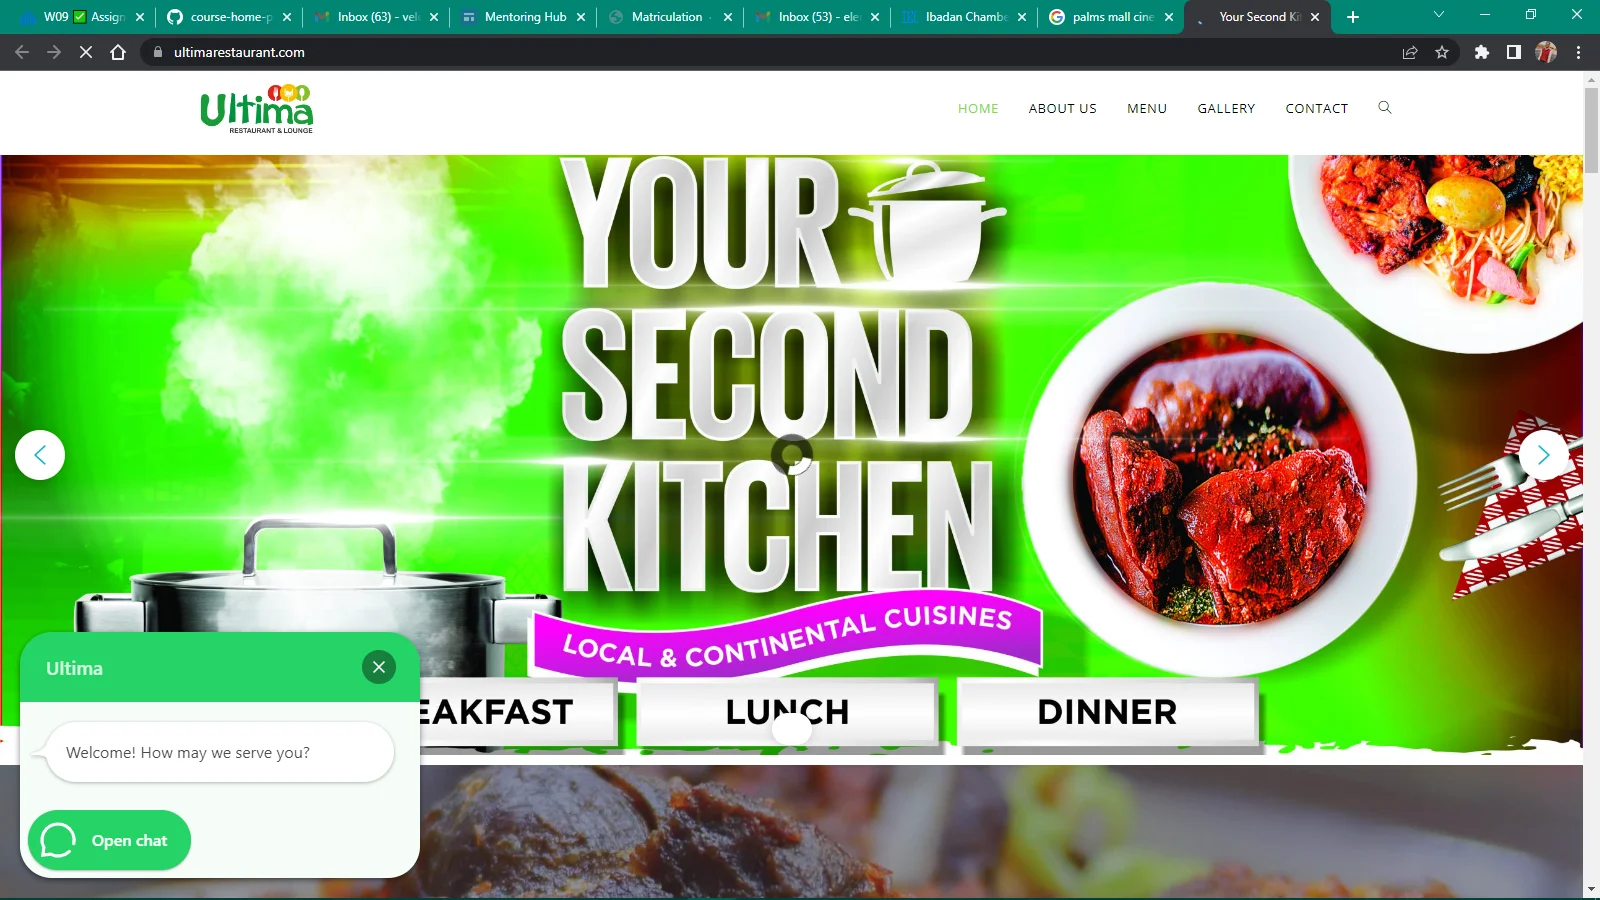 W09 ✅ Assign
course-home-p
Inbox (63) - vel
Mentoring Hub
Matriculation
Inbox (53) - ele
Ibadan Chambe
palms mall cine
Your Second Kit
ultimarestaurant.com
Ultima
RESTAURANT & LOUNGE
HOME
ABOUT US
MENU
GALLERY
CONTACT
YOUR
SECOND
KITCHEN
LOCAL & CONTINENTAL CUISINES
EAKFAST
LUNCH
DINNER
Ultima
Welcome! How may we serve you?
Open chat